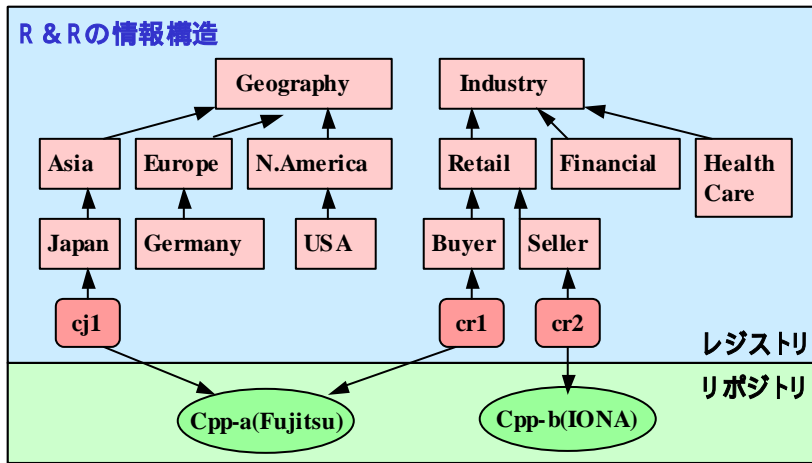 R＆Rの情報構造
Geography
Industry
Asia
Europe
N.America
Retail
Financial
Health
Care
Japan
Germany
USA
Buyer
Seller
cj1
cr1
cr2
レジストリ
リポジトリ
Cpp-a(Fujitsu)
Cpp-b(IONA)